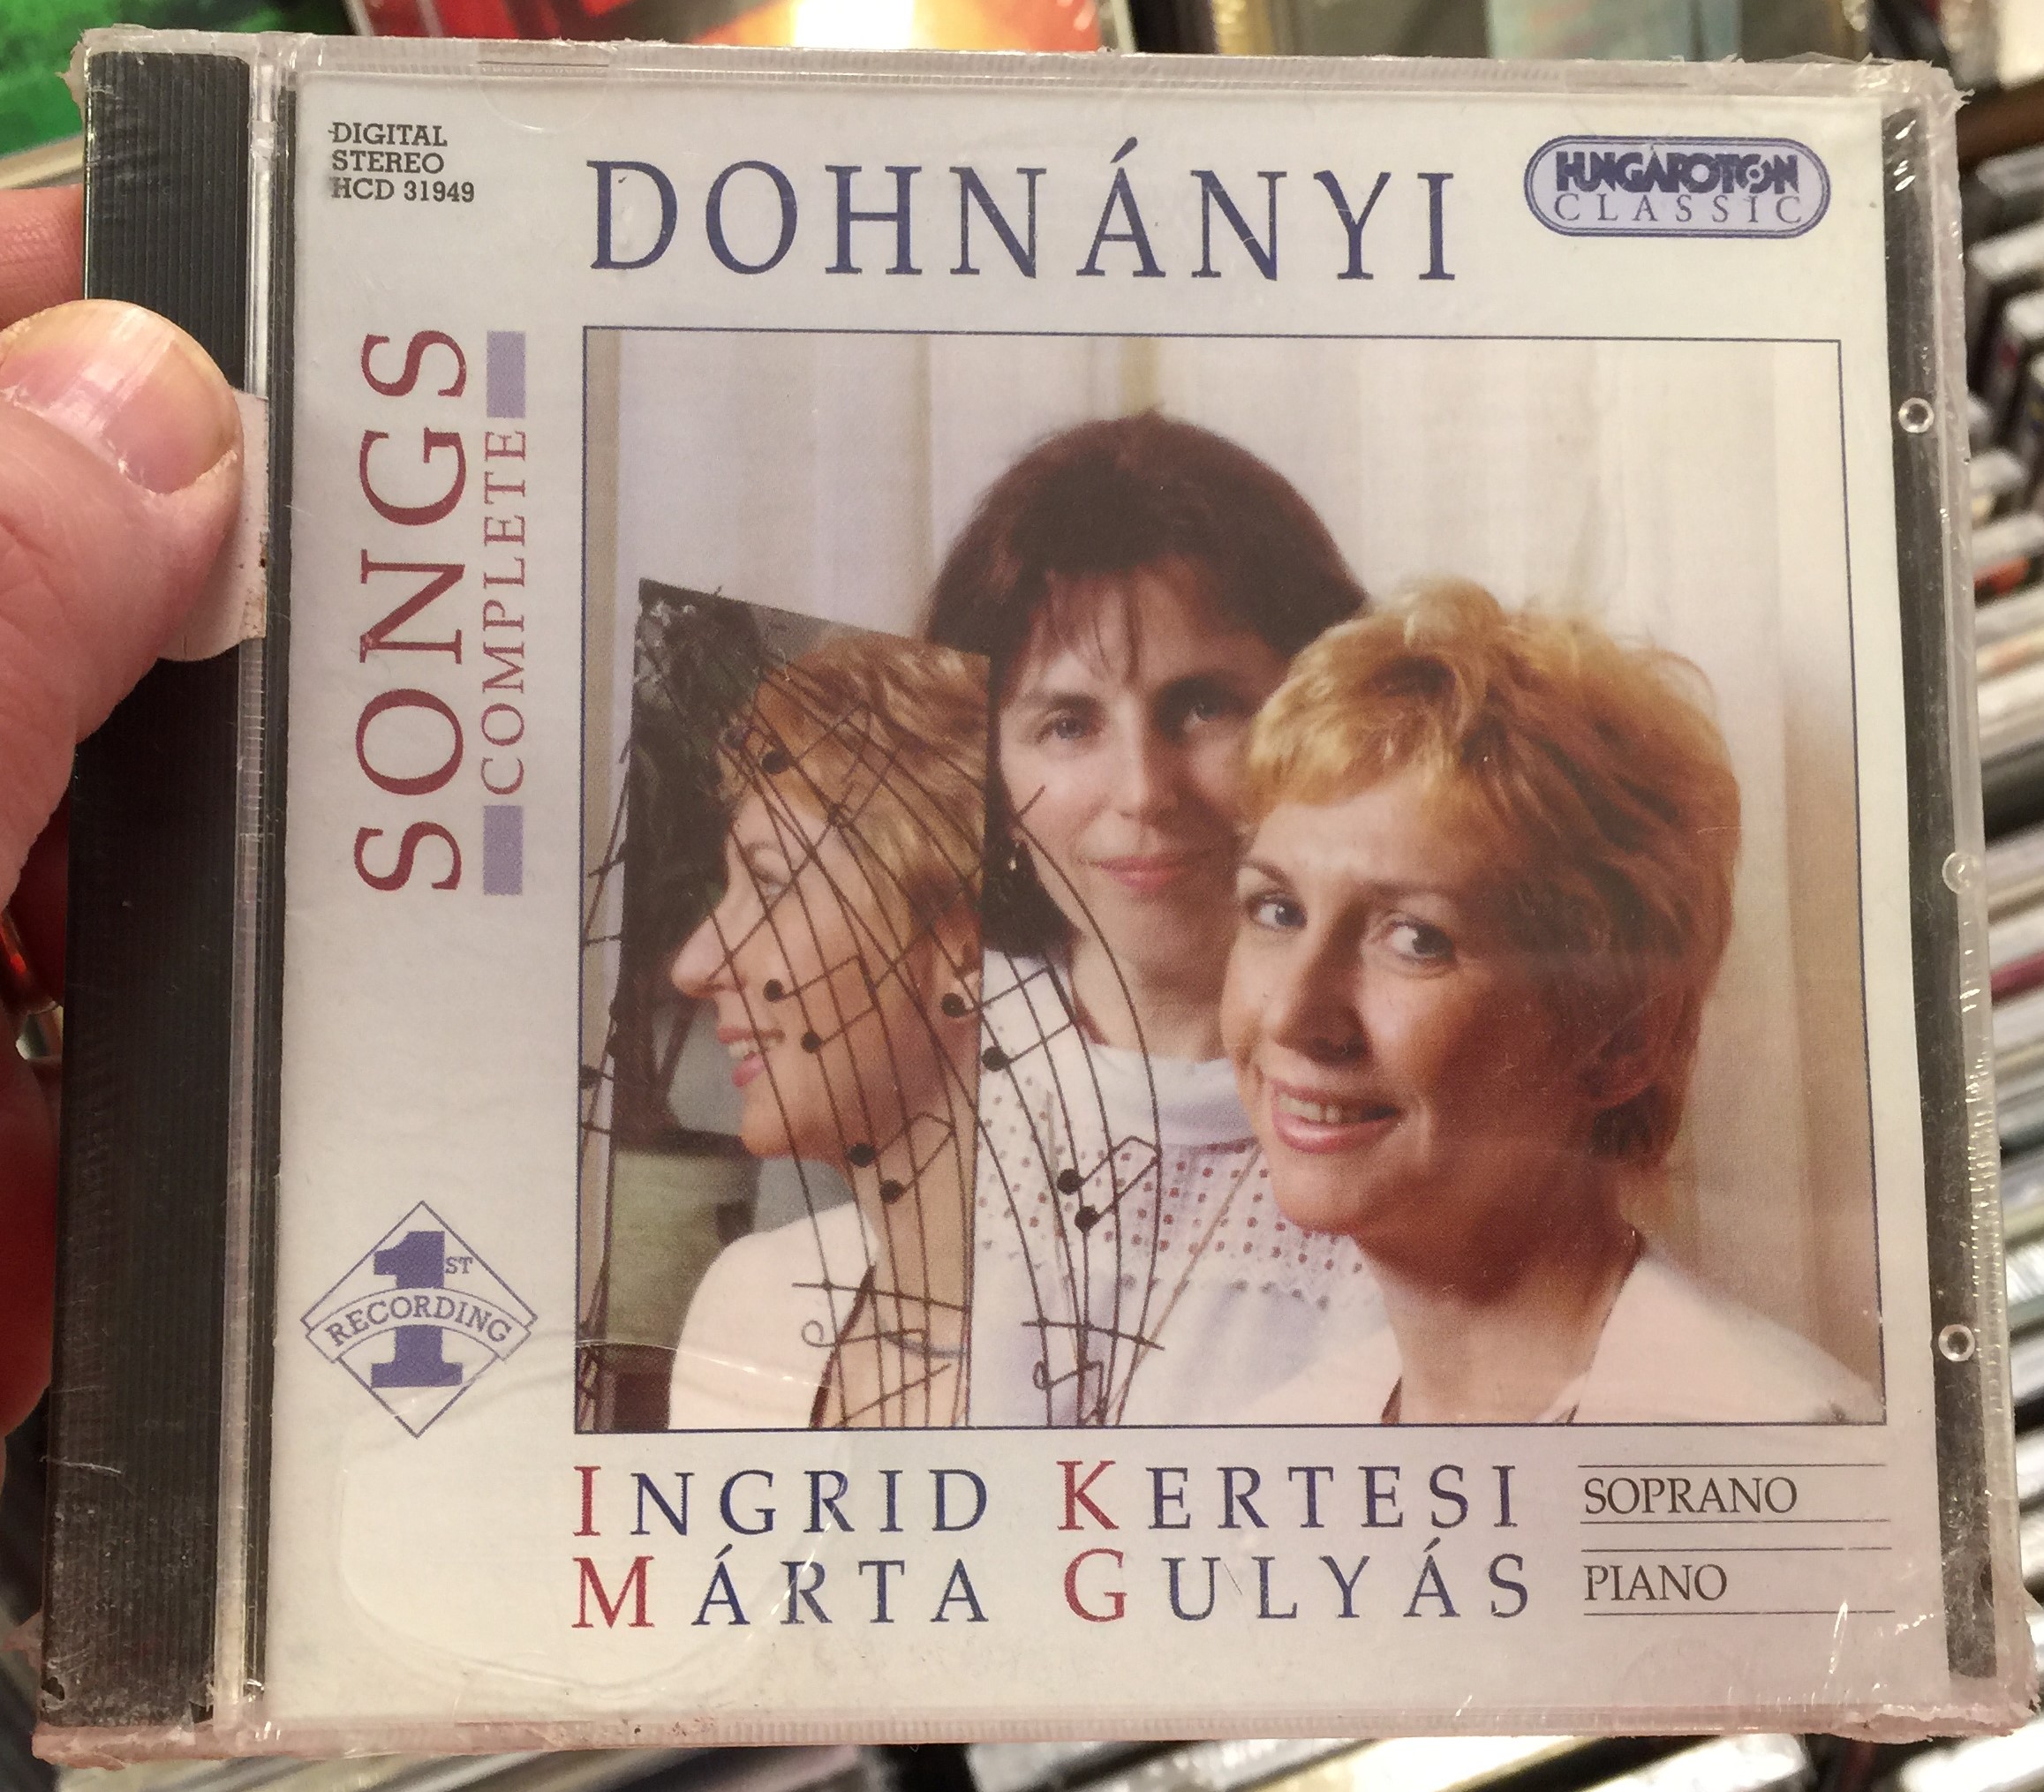 DIGITAL
STEREO
HCD 31949
DOHNÁNYI
HUNGAROTON
CLASSIC
SONGS
COMPLETE
1ST
RECORDING
INGRID KERTESI SOPRANO
MÁRTA GULYÁS PIANO